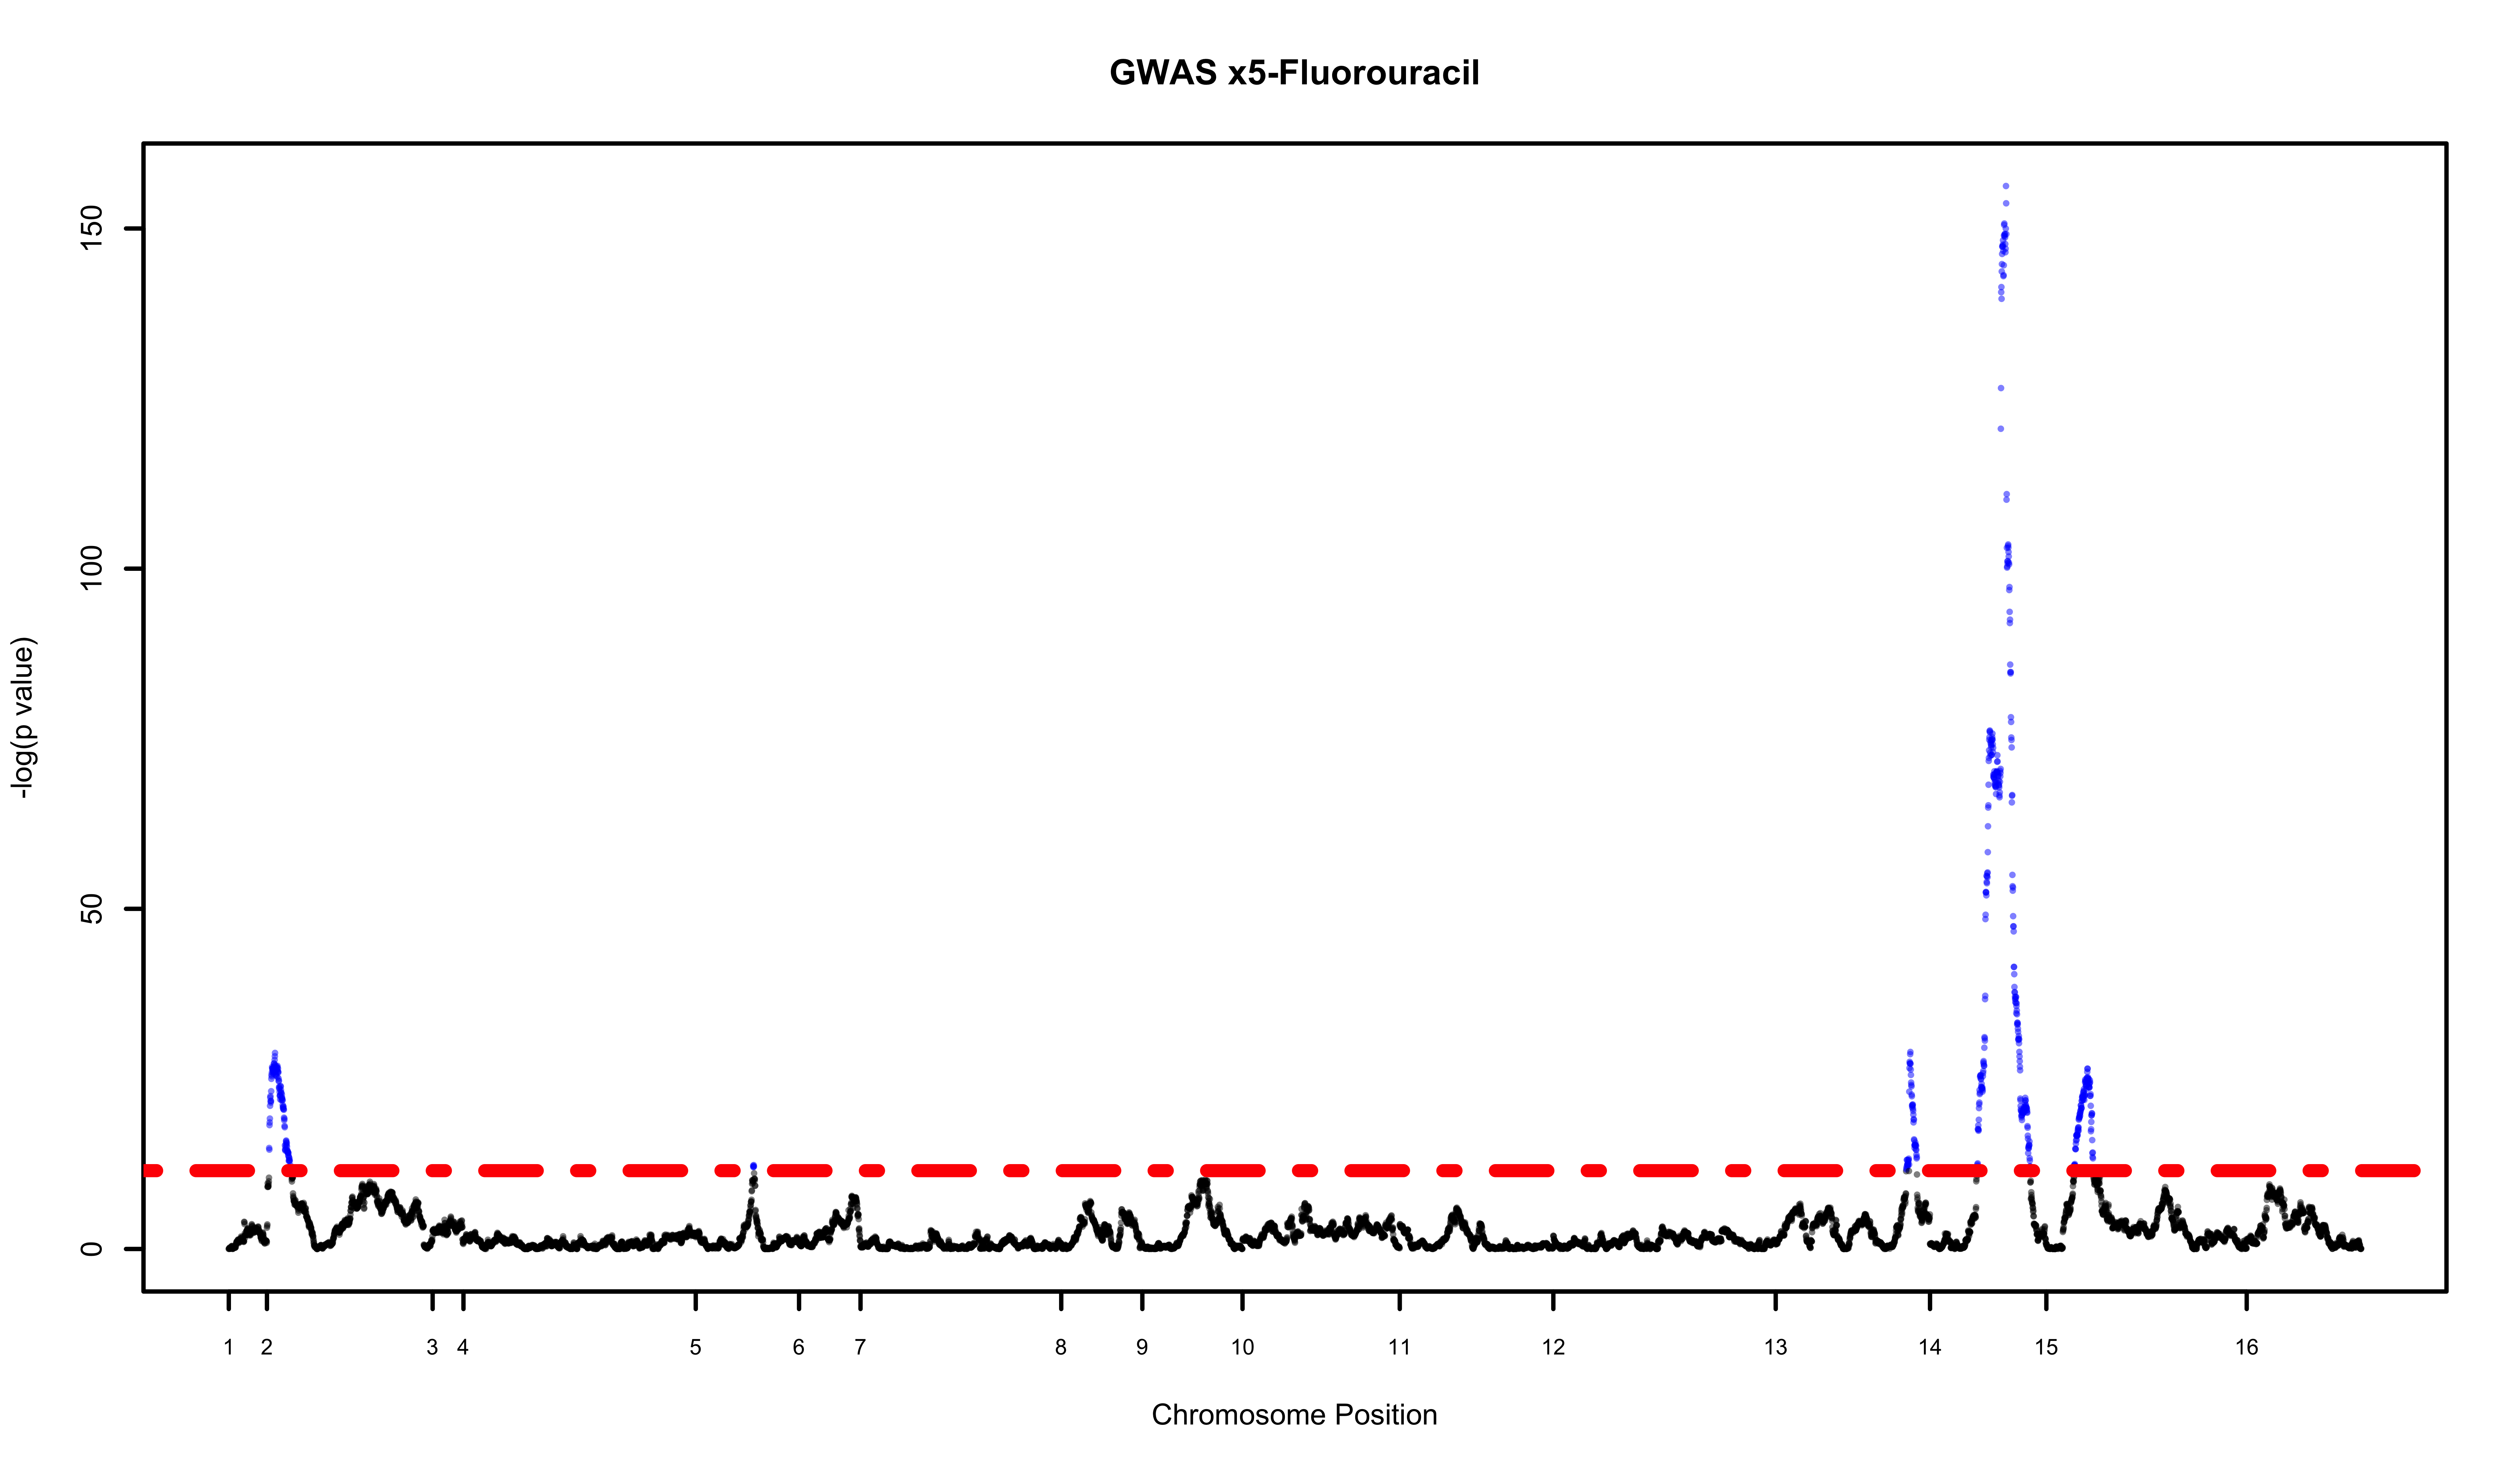 GWAS x5-Fluorouracil
-log(p value)
150
100
50
0
1 2 3 4 5 6 7 8 9 10 11 12 13 14 15 16
Chromosome Position